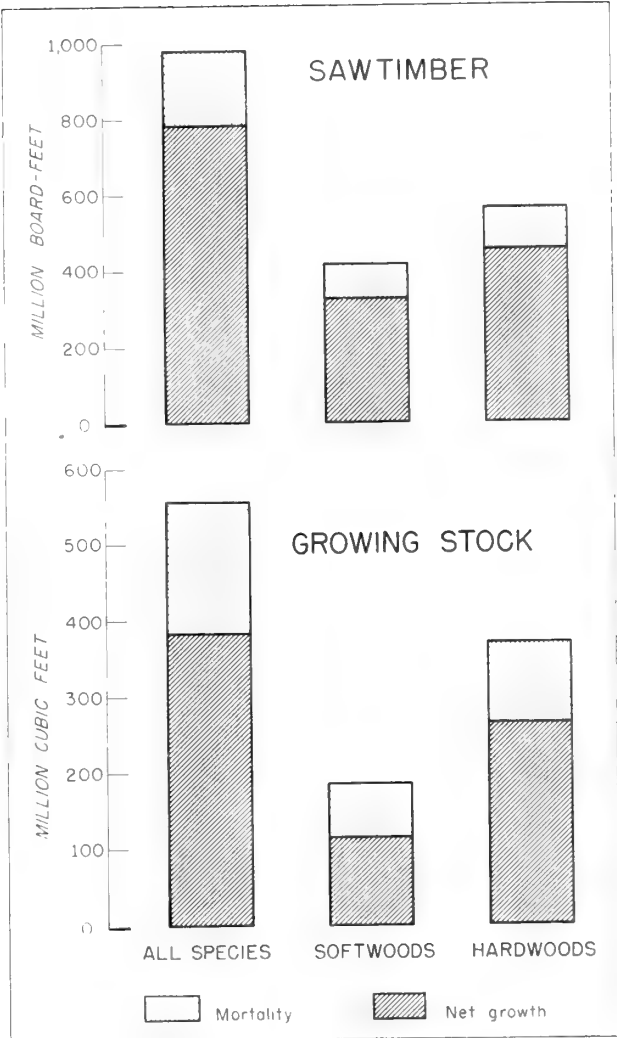 SAWTIMBER
MILLION BOARD-FEET
1,000
800
600
400
200
0
GROWING STOCK
MILLION CUBIC FEET
600
500
400
300
200
100
0
ALL SPECIES SOFTWOODS HARDWOODS
Mortality Net growth